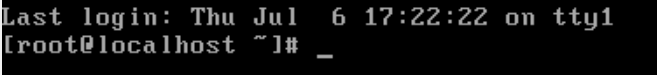 Last login: Thu Jul  6 17:22:22 on tty1
[root@localhost ~]# _